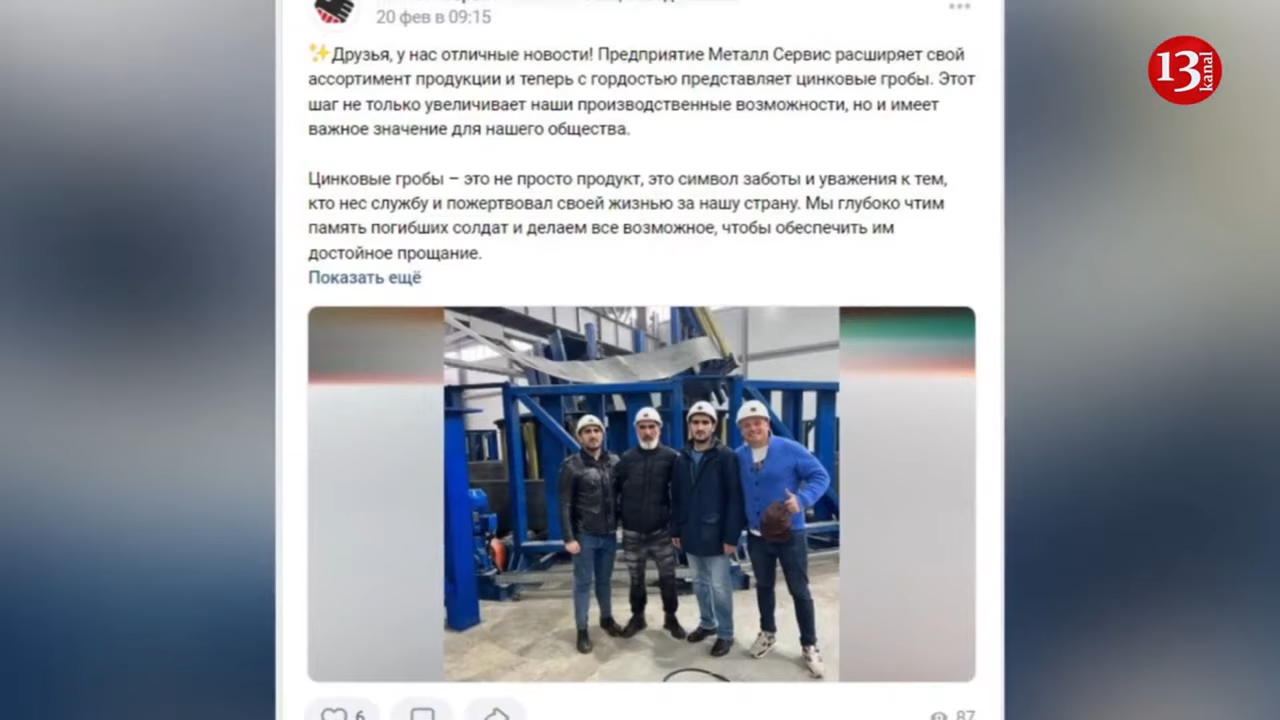 20 фев в 09:15
✨Друзья, у нас отличные новости! Предприятие Металл Сервис расширяет свой
ассортимент продукции и теперь с гордостью представляет цинковые гробы. Этот
шаг не только увеличивает наши производственные возможности, но и имеет
важное значение для нашего общества.
Цинковые гробы – это не просто продукт, это символ заботы и уважения к тем,
кто нес службу и пожертвовал своей жизнью за нашу страну. Мы глубоко чтим
память погибших солдат и делаем все возможное, чтобы обеспечить им
достойное прощание.
Показать ещё
6
87
13 kanal